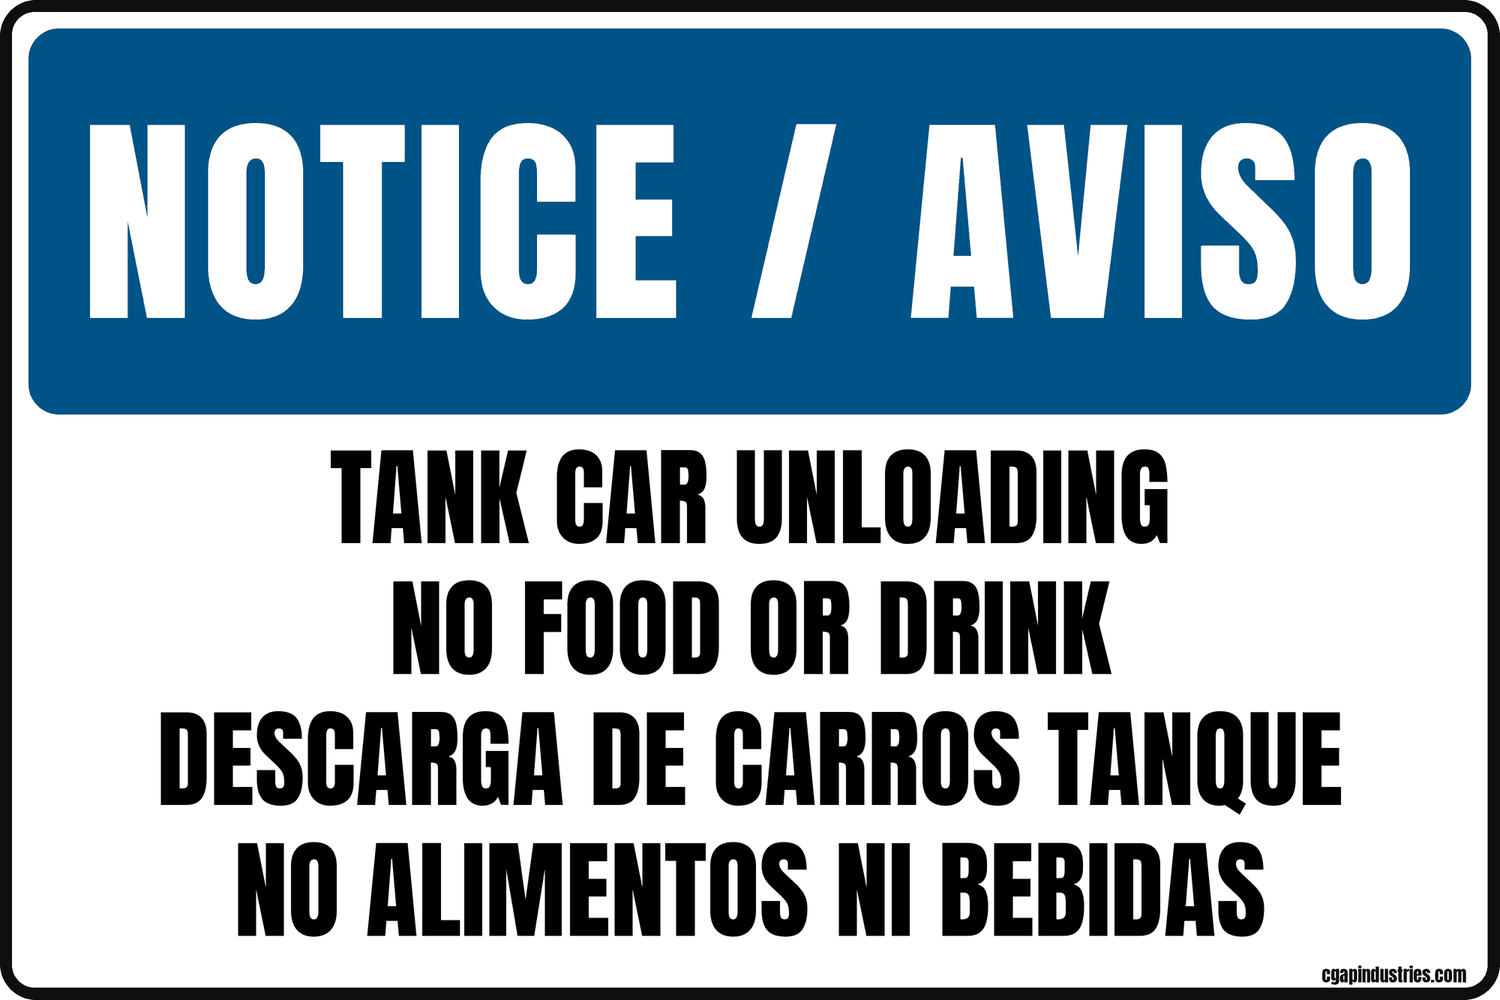 NOTICE / AVISO
TANK CAR UNLOADING
NO FOOD OR DRINK
DESCARGA DE CARROS TANQUE
NO ALIMENTOS NI BEBIDAS
cgapindustries.com